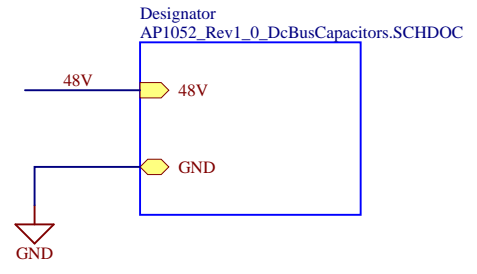 Designator
AP1052_Rev1_0_DcBusCapacitors.SCHDOC
48V
48V
GND
GND